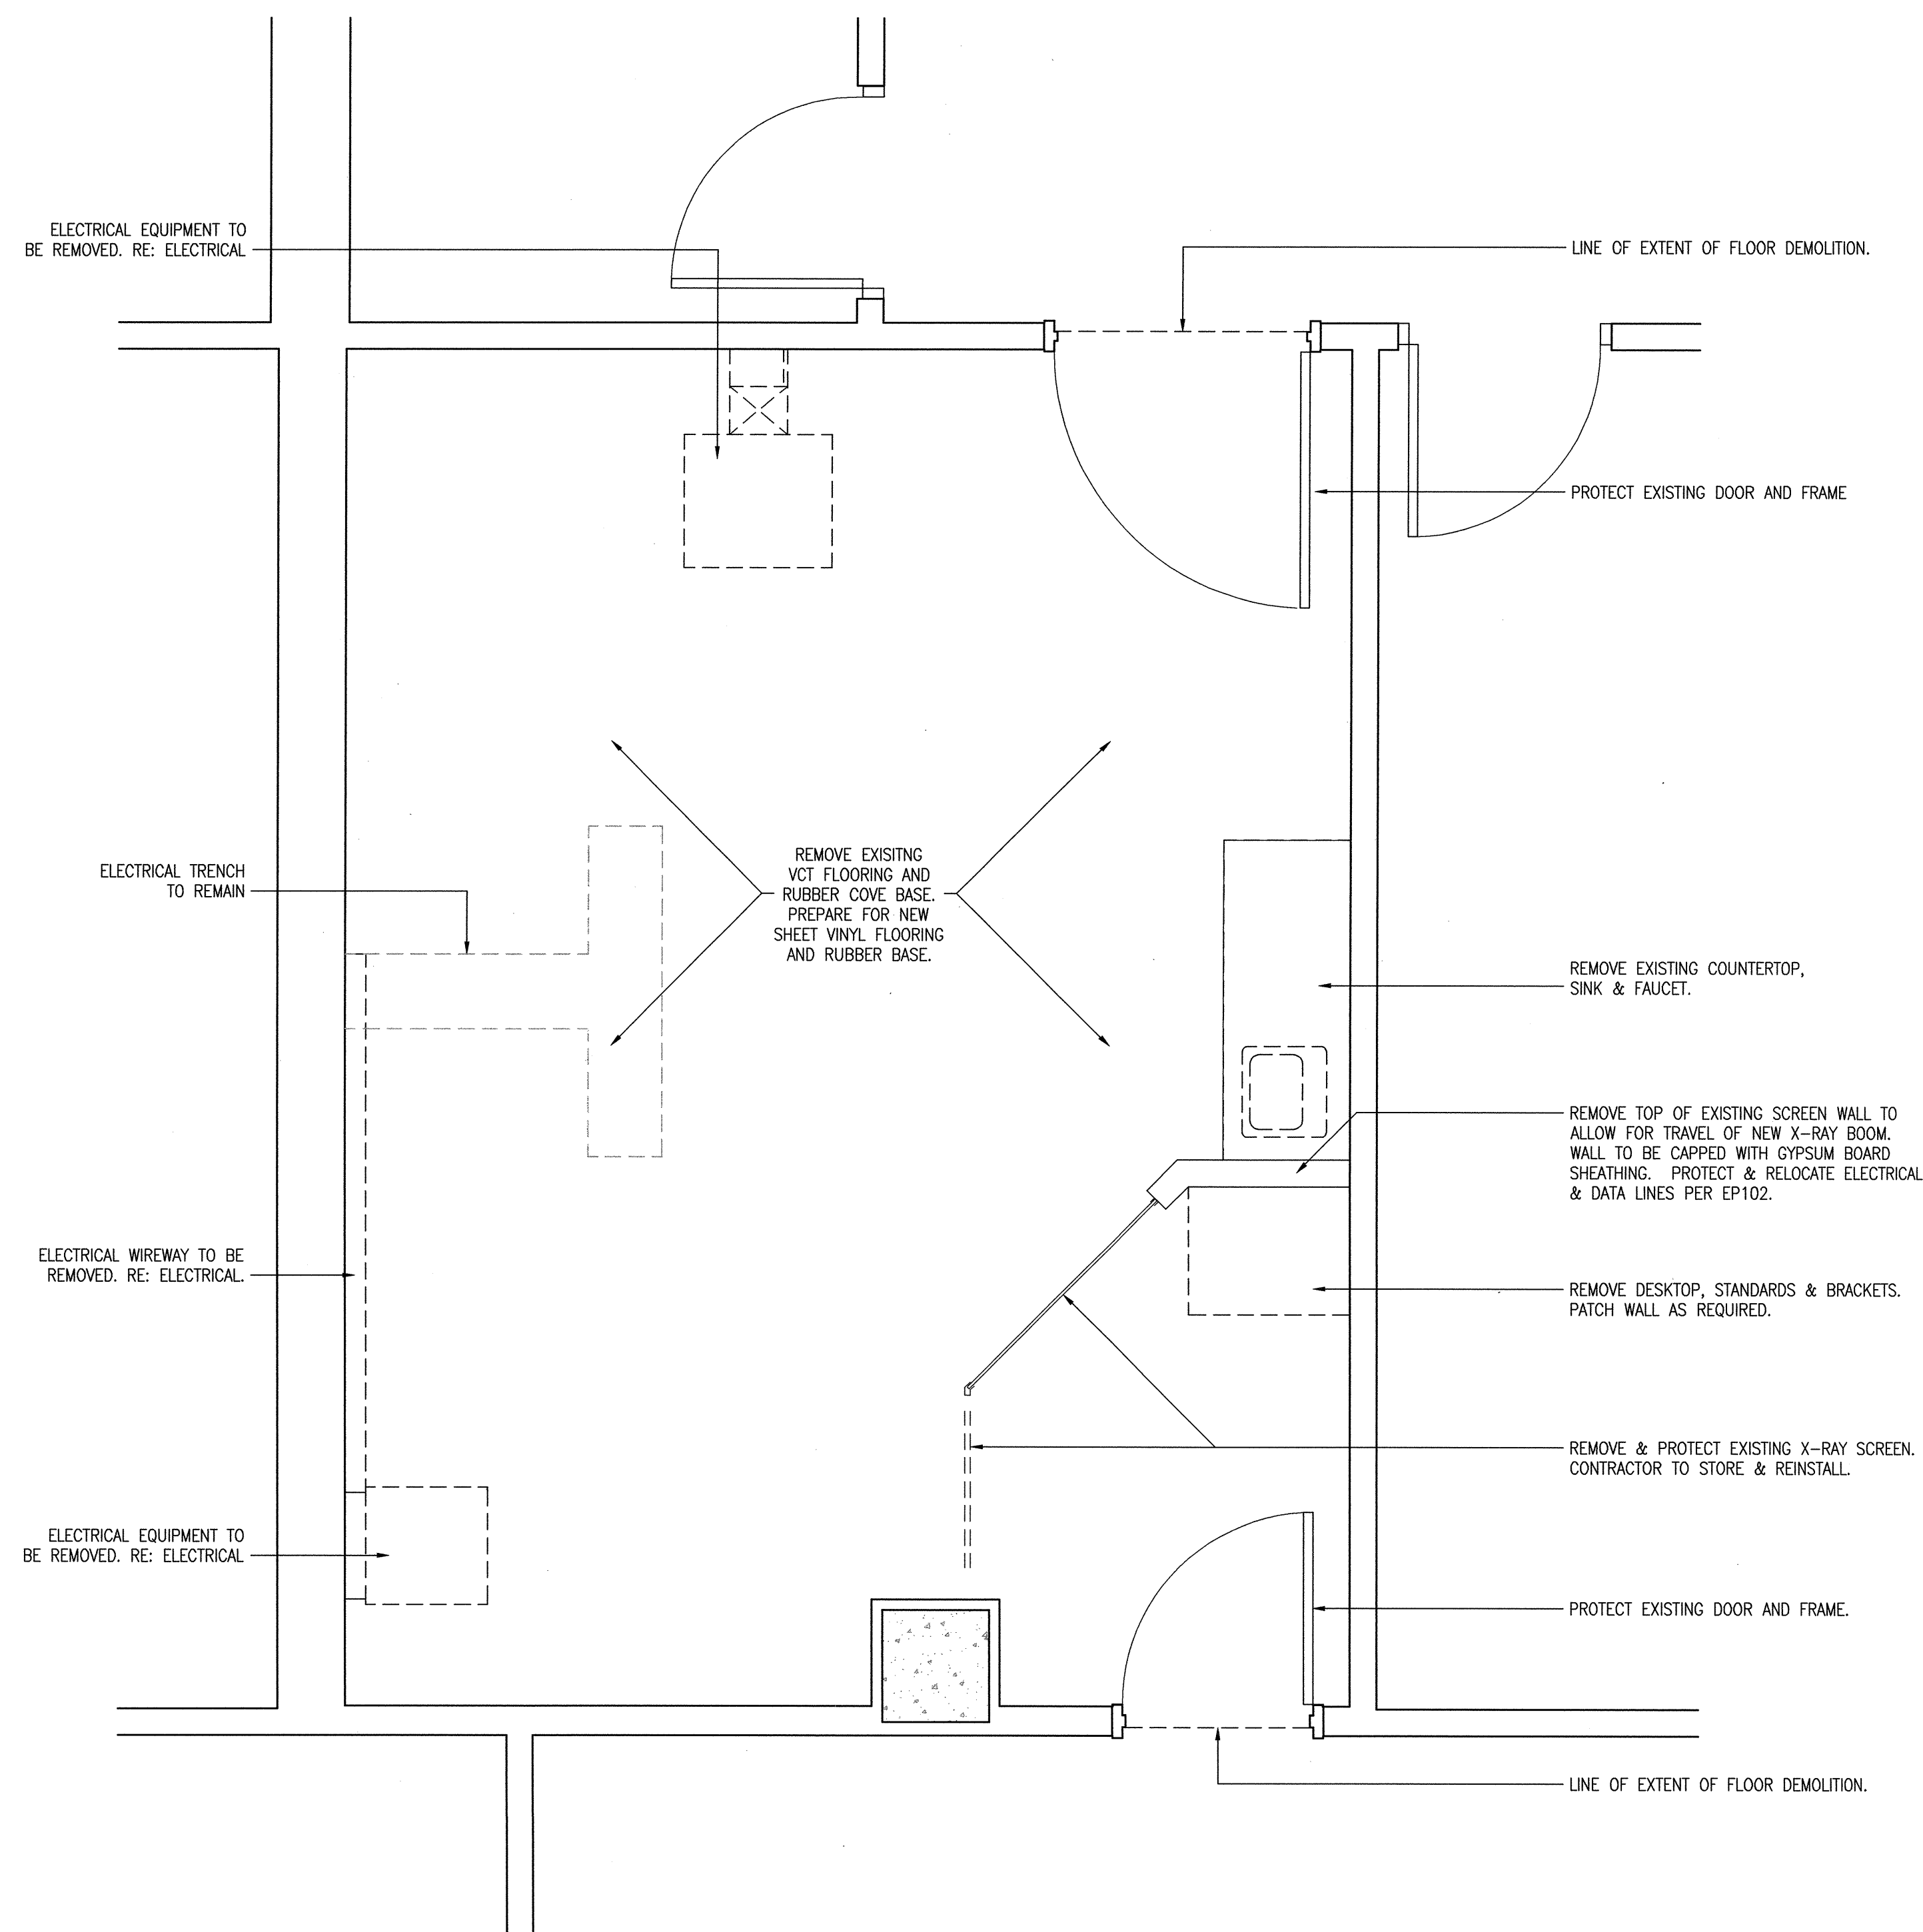 ELECTRICAL EQUIPMENT TO
BE REMOVED. RE: ELECTRICAL
LINE OF EXTENT OF FLOOR DEMOLITION.
PROTECT EXISTING DOOR AND FRAME
ELECTRICAL TRENCH
TO REMAIN
REMOVE EXISITNG
VCT FLOORING AND
RUBBER COVE BASE.
PREPARE FOR NEW
SHEET VINYL FLOORING
AND RUBBER BASE.
REMOVE EXISTING COUNTERTOP,
SINK & FAUCET.
REMOVE TOP OF EXISTING SCREEN WALL TO
ALLOW FOR TRAVEL OF NEW X-RAY BOOM.
WALL TO BE CAPPED WITH GYPSUM BOARD
SHEATHING. PROTECT & RELOCATE ELECTRICAL
& DATA LINES PER EP102.
ELECTRICAL WIREWAY TO BE
REMOVED. RE: ELECTRICAL.
REMOVE DESKTOP, STANDARDS & BRACKETS.
PATCH WALL AS REQUIRED.
REMOVE & PROTECT EXISTING X-RAY SCREEN.
CONTRACTOR TO STORE & REINSTALL.
ELECTRICAL EQUIPMENT TO
BE REMOVED. RE: ELECTRICAL
PROTECT EXISTING DOOR AND FRAME.
LINE OF EXTENT OF FLOOR DEMOLITION.